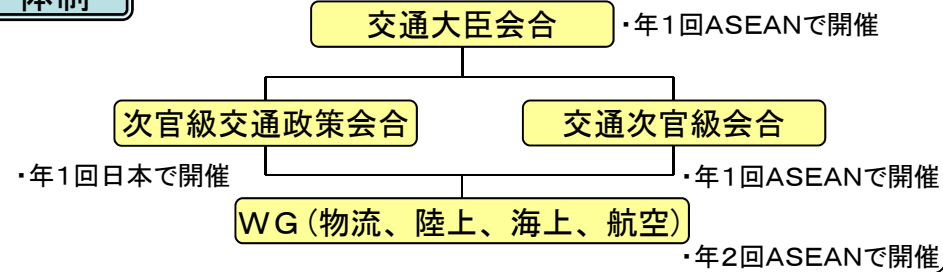 体制
交通大臣会合
・年1回ASEANで開催
次官級交通政策会合
交通次官級会合
・年1回日本で開催
・年1回ASEANで開催
WG(物流、陸上、海上、航空)
・年2回ASEANで開催